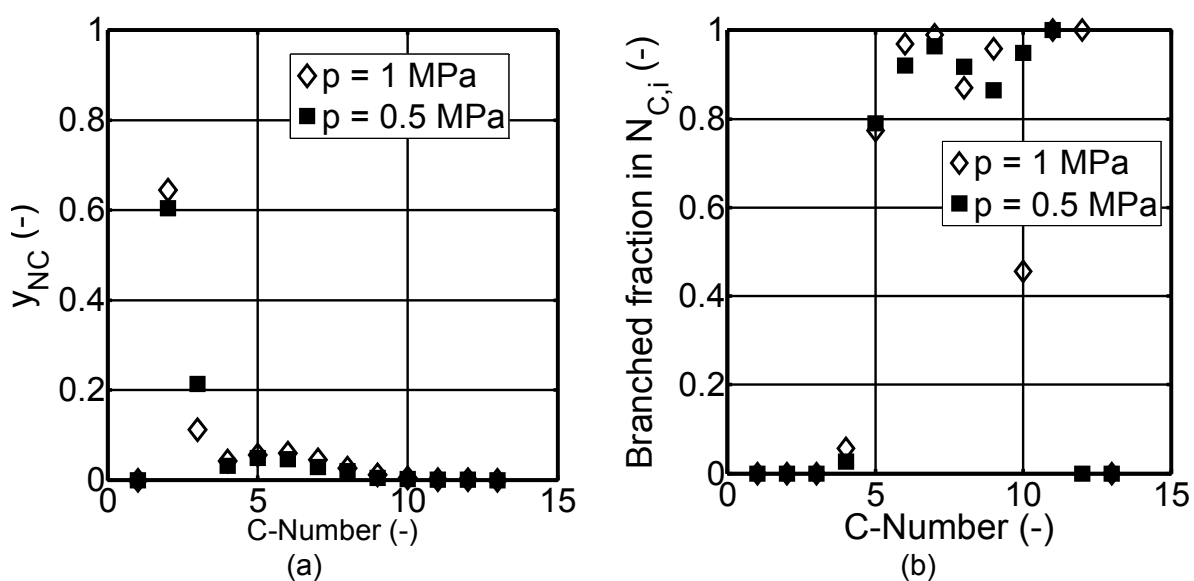 1
0.8
0.6
0.4
0.2
0
y_NC (-)
p = 1 MPa
p = 0.5 MPa
0 5 10 15
C-Number (-)
(a)
1
0.8
0.6
0.4
0.2
0
Branched fraction in N_C,i (-)
p = 1 MPa
p = 0.5 MPa
0 5 10 15
C-Number (-)
(b)